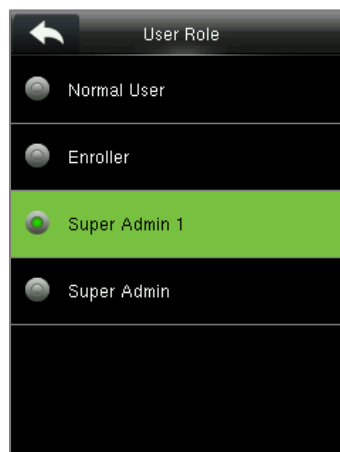 User Role
Normal User
Enroller
Super Admin 1
Super Admin